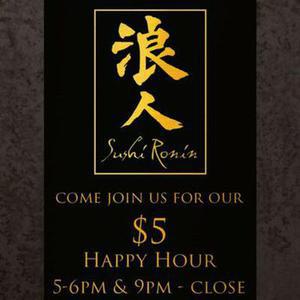 浪
人
Sushi Ronin
COME JOIN US FOR OUR
$5
HAPPY HOUR
5-6PM & 9PM - CLOSE